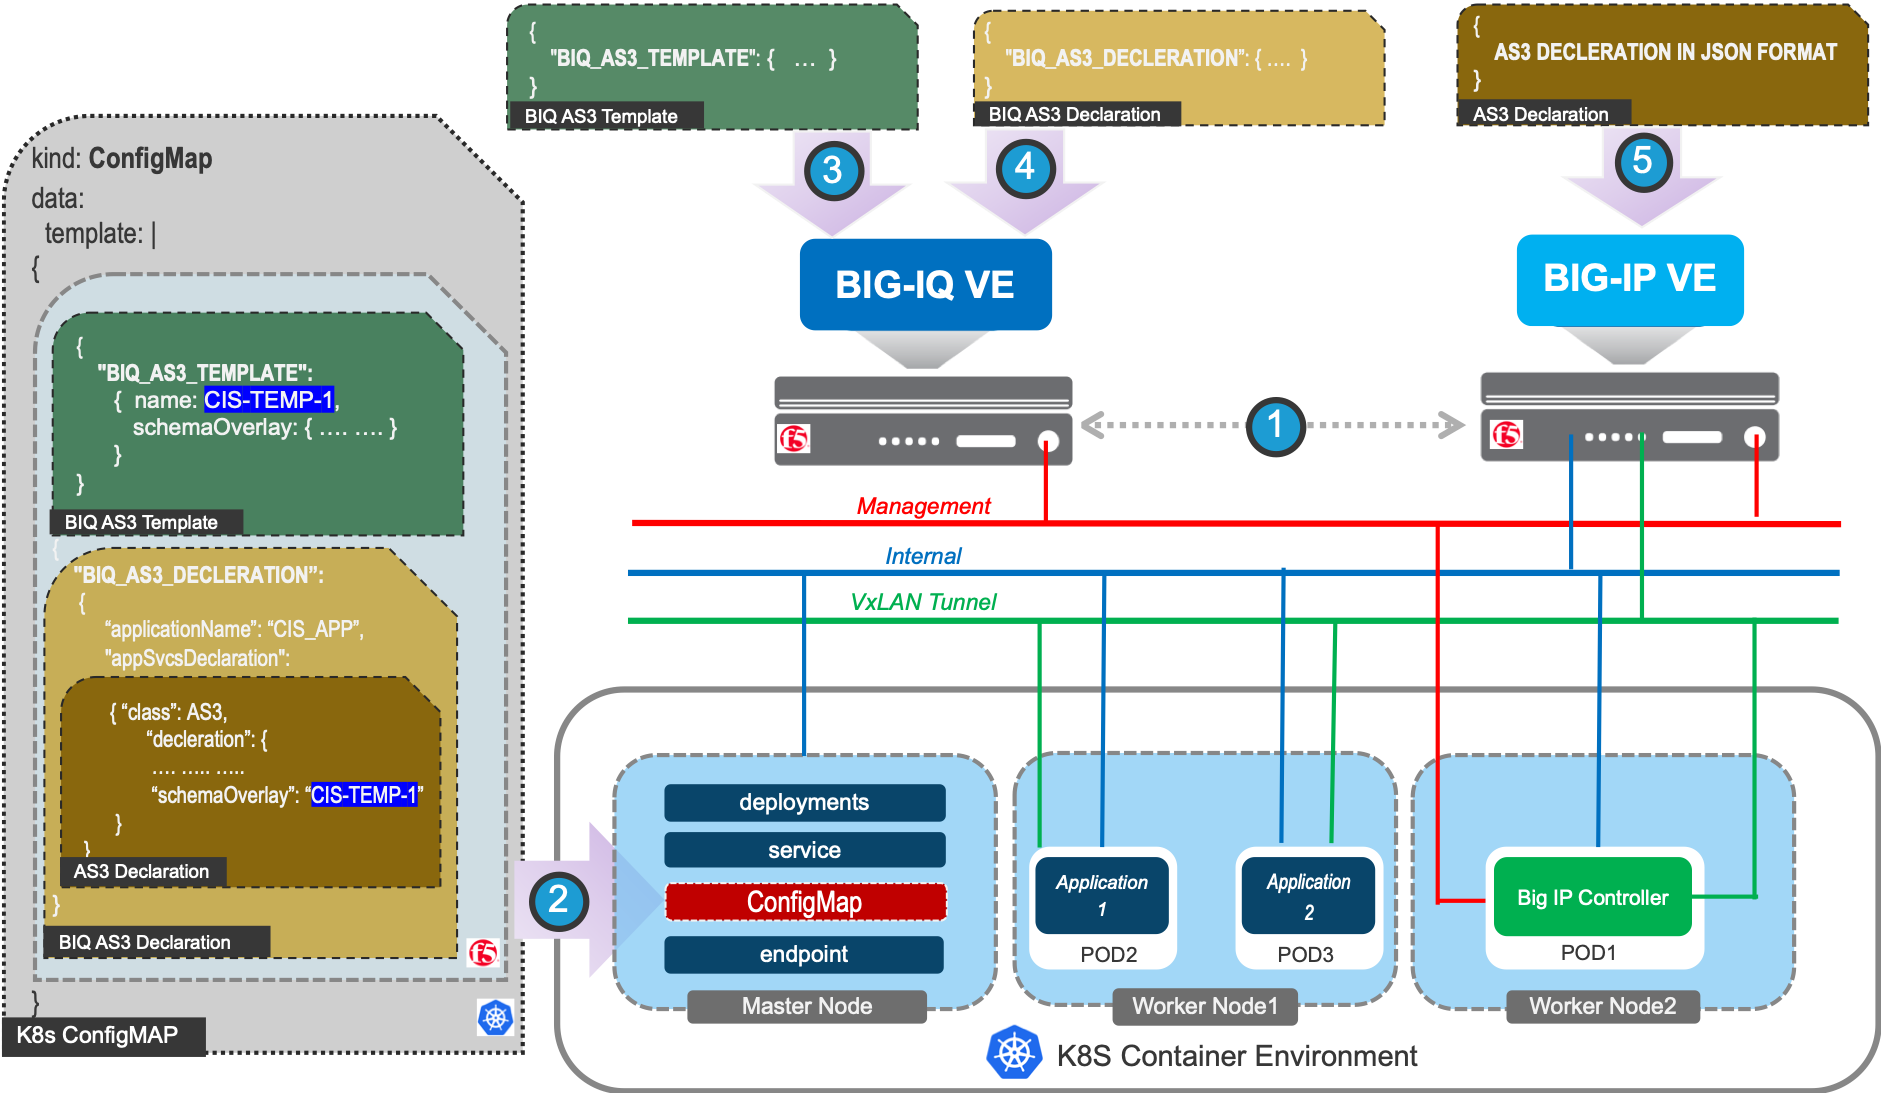 {
"BIQ_AS3_TEMPLATE": {   ...  }
}
BIQ AS3 Template
{
"BIQ_AS3_DECLERATION”: { ....  }
}
BIQ AS3 Declaration
{
AS3 DECLERATION IN JSON FORMAT
}
AS3 Declaration
3
4
5
BIG-IQ VE
BIG-IP VE
kind: ConfigMap
data:
template: |
{
{
"BIQ_AS3_TEMPLATE":
{  name: CIS-TEMP-1,
schemaOverlay: { .... .... }
}
}
BIQ AS3 Template
{
"BIQ_AS3_DECLERATION”:
{
“applicationName”: “CIS_APP”,
"appSvcsDeclaration":
{ “class”: AS3,
“decleration”: {
.... ..... .....
“schemaOverlay”: “CIS-TEMP-1”
}
}
AS3 Declaration
}
BIQ AS3 Declaration
f5
}
K8s ConfigMAP
f5
1
f5
Management
Internal
VxLAN Tunnel
2
deployments
service
ConfigMap
endpoint
Master Node
Application
1
POD2
Application
2
POD3
Worker Node1
Big IP Controller
POD1
Worker Node2
K8S Container Environment